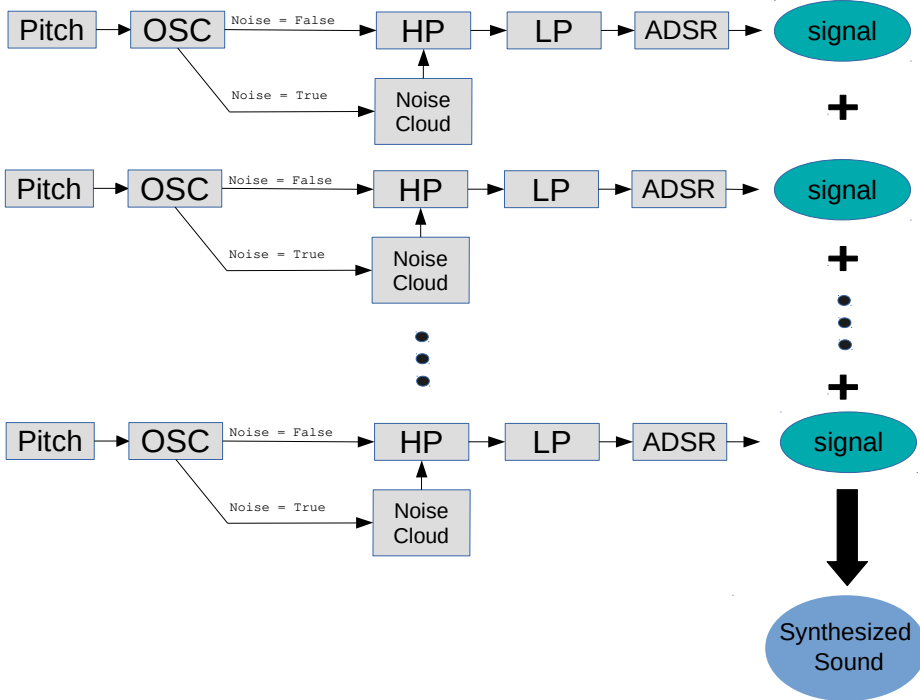 Noise = False
Pitch
OSC
HP
LP
ADSR
signal
Noise = True
Noise
Cloud
+
Noise = False
Pitch
OSC
HP
LP
ADSR
signal
Noise = True
Noise
Cloud
+
+
Noise = False
Pitch
OSC
HP
LP
ADSR
signal
Noise = True
Noise
Cloud
Synthesized
Sound